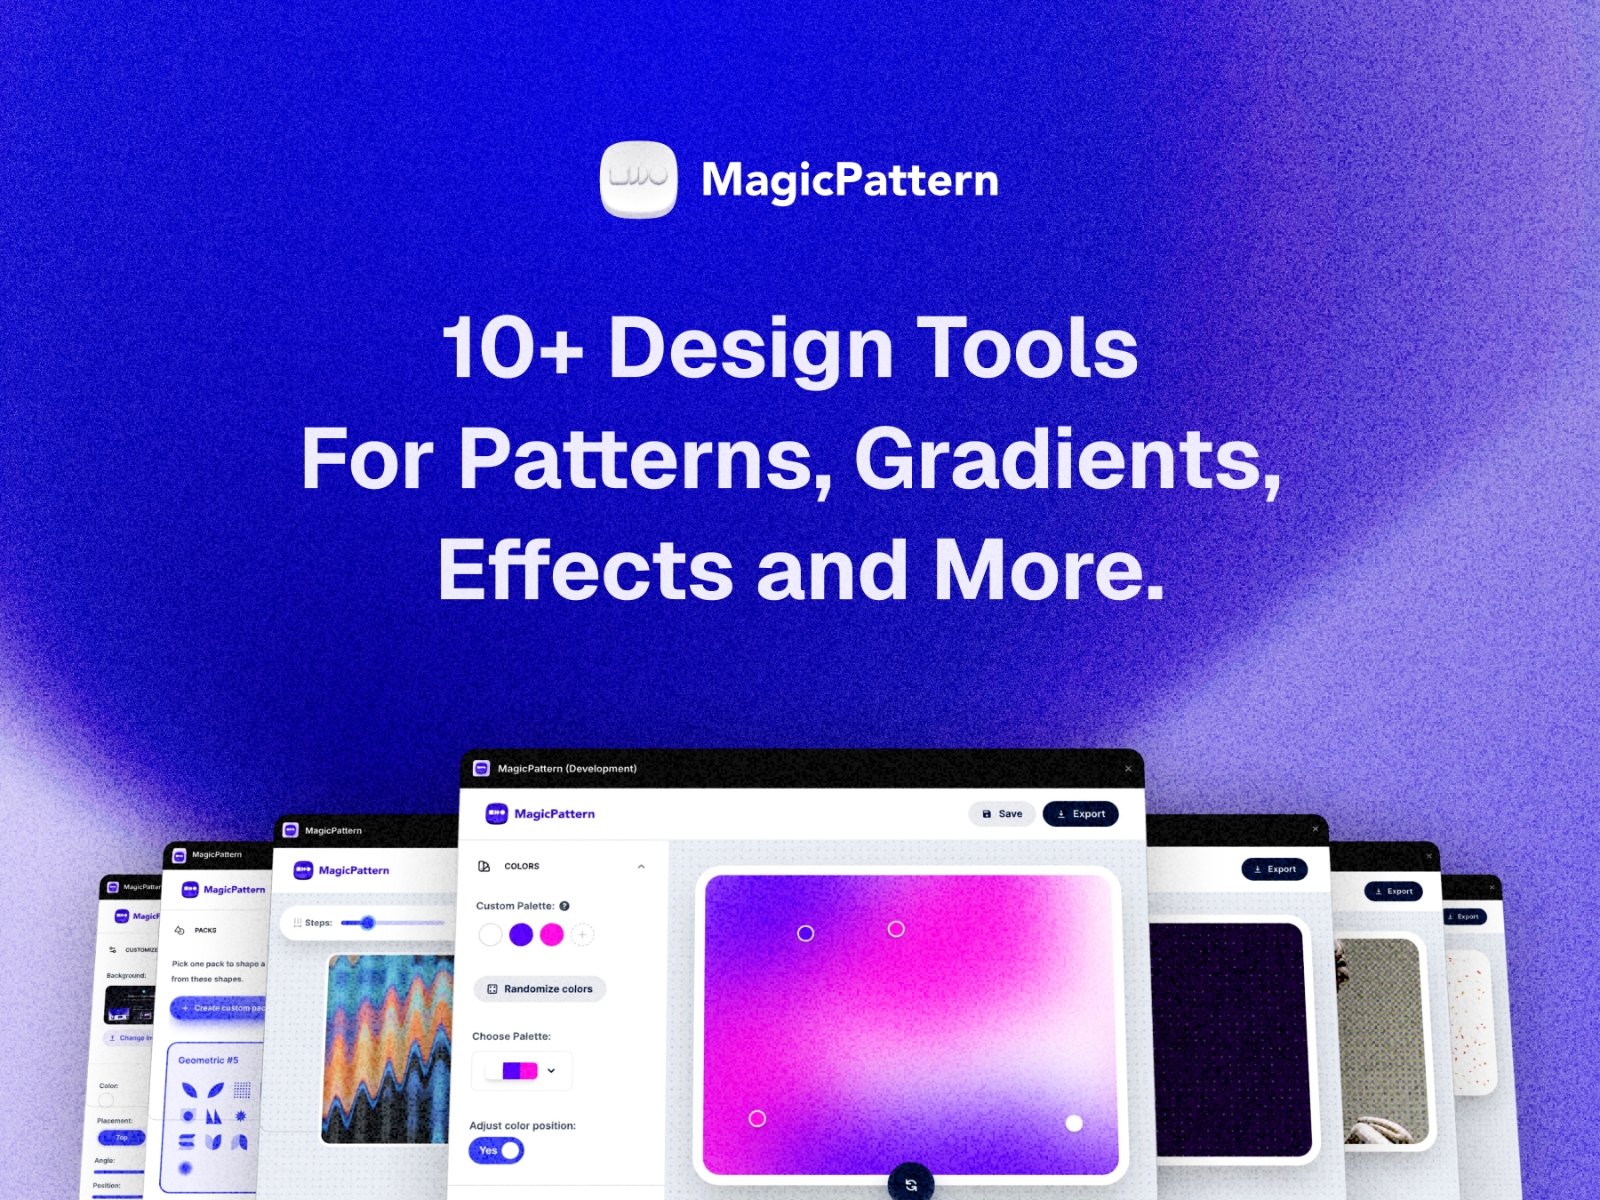 MagicPattern
10+ Design Tools
For Patterns, Gradients,
Effects and More.
MagicPattern (Development)
MagicPattern
Save
Export
COLORS
Custom Palette:
Randomize colors
Choose Palette:
Adjust color position:
Yes
MagicPattern
MagicPattern
Steps:
MagicPattern
MagicPattern
PACKS
Pick one pack to shape a
from these shapes.
Create custom pac
Geometric #5
MagicPatter
MagicP
CUSTOMIZE
Background:
Change
Color:
Placement:
Top
Angle:
Position:
Export
Export
Export